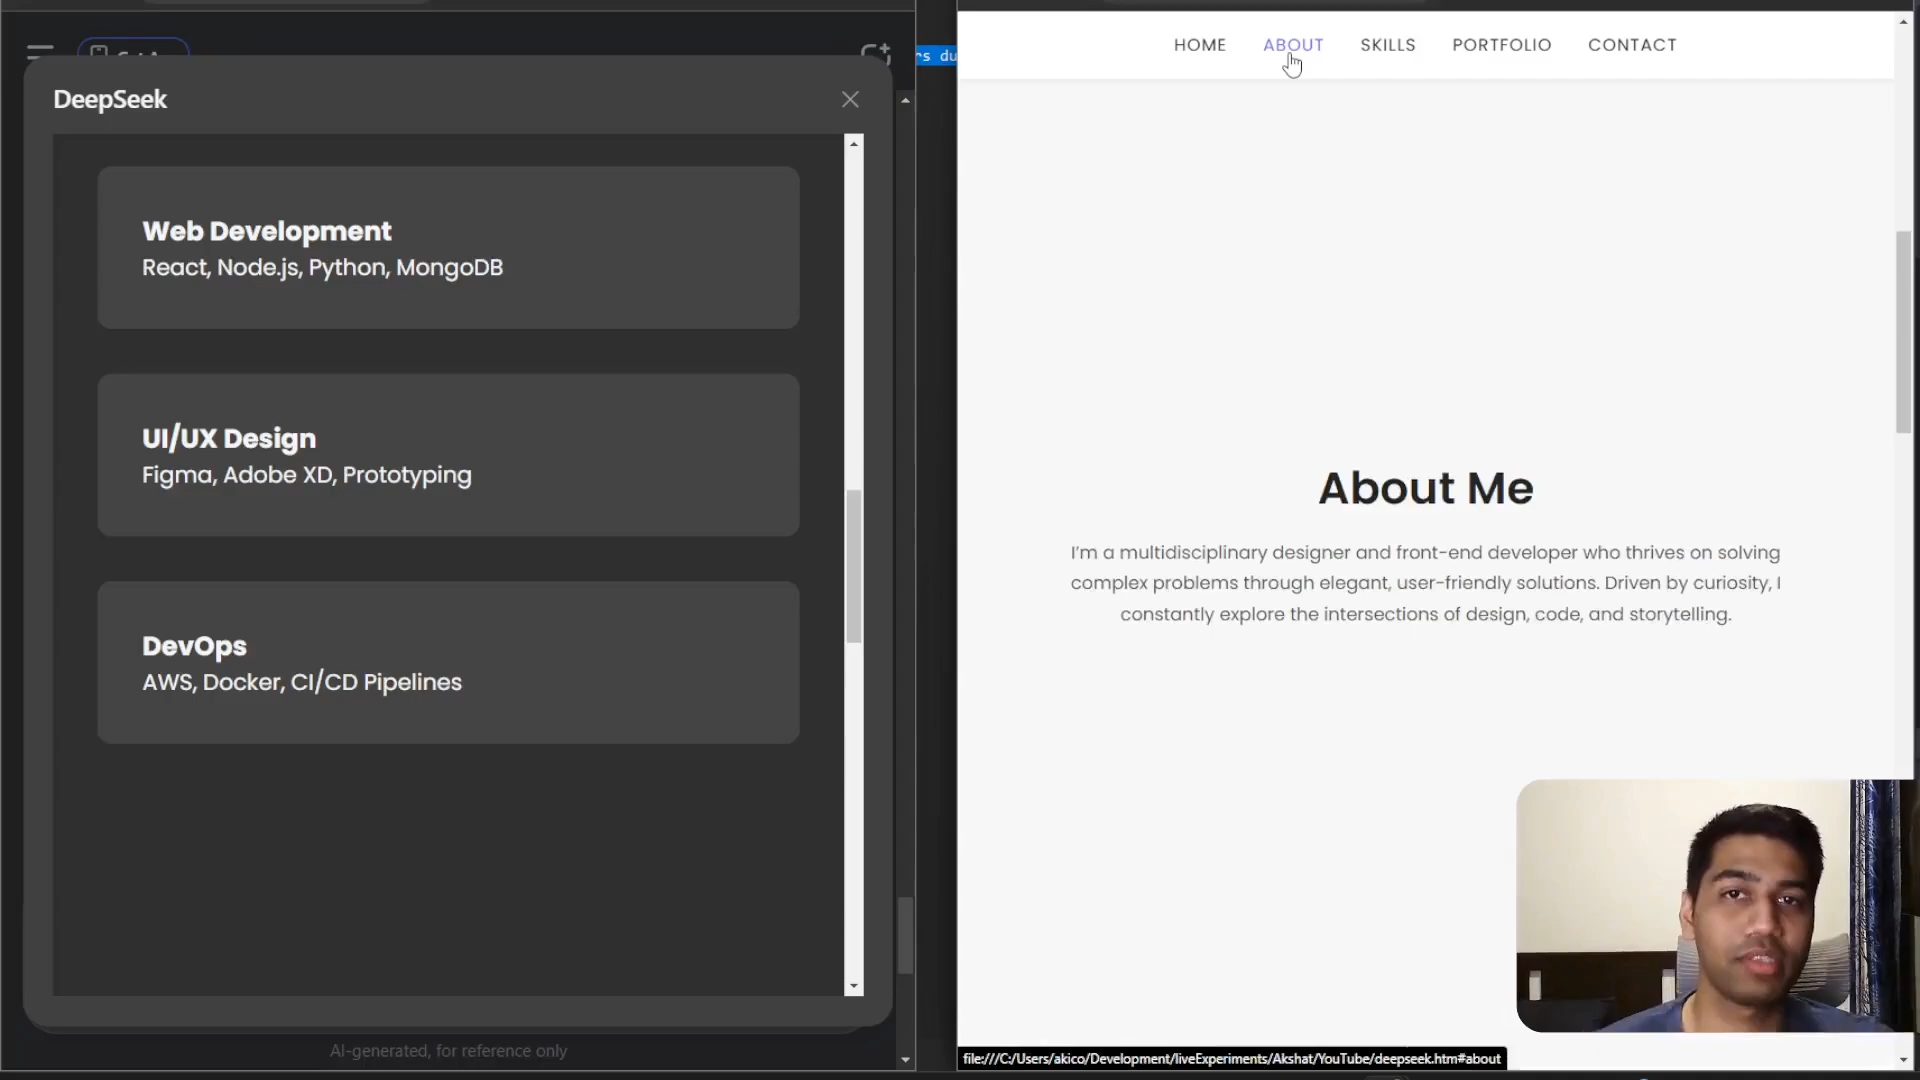 DeepSeek
Web Development
React, Node.js, Python, MongoDB
UI/UX Design
Figma, Adobe XD, Prototyping
DevOps
AWS, Docker, CI/CD Pipelines
AI-generated, for reference only
HOME ABOUT SKILLS PORTFOLIO CONTACT
About Me
I'm a multidisciplinary designer and front-end developer who thrives on solving
complex problems through elegant, user-friendly solutions. Driven by curiosity, I
constantly explore the intersections of design, code, and storytelling.
file:///C:/Users/akico/Development/liveExperiments/Akshat/YouTube/deepseek.htm#about